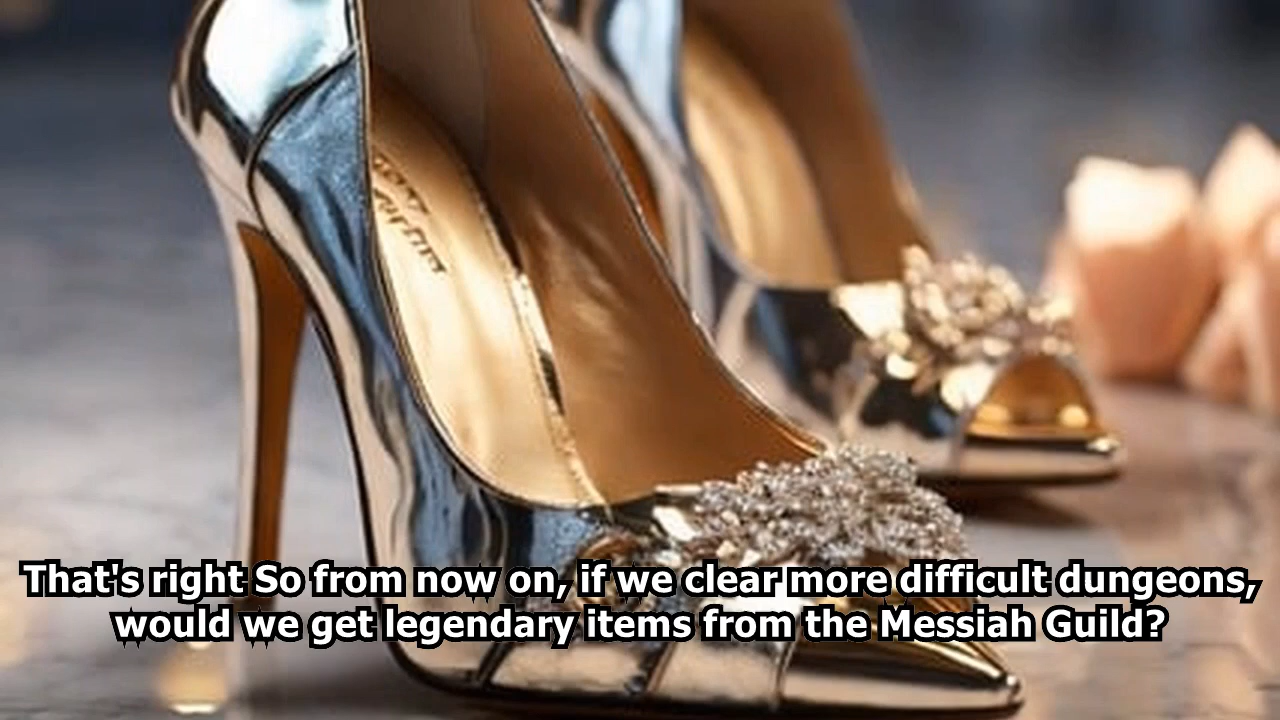 That's right So from now on, if we clear more difficult dungeons,
would we get legendary items from the Messiah Guild?